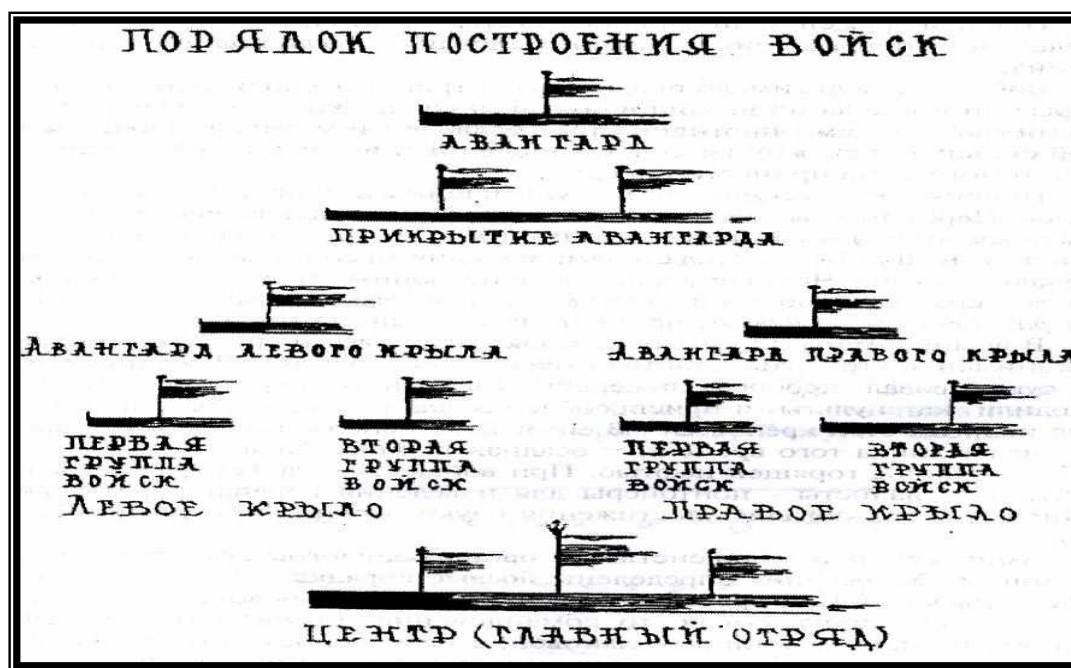 ПОРЯДОК ПОСТРОЕНИЯ ВОЙСК
АВАНГАРД
ПРИКРЫТИЕ АВАНГАРДА
АВАНГАРД ЛЕВОГО КРЫЛА
АВАНГАРД ПРАВОГО КРЫЛА
ПЕРВАЯ
ГРУППА
ВОЙСК
ВТОРАЯ
ГРУППА
ВОЙСК
ЛЕВОЕ КРЫЛО
ПЕРВАЯ
ГРУППА
ВОЙСК
ВТОРАЯ
ГРУППА
ВОЙСК
ПРАВОЕ КРЫЛО
ЦЕНТР (ГЛАВНЫЙ ОТРЯД)